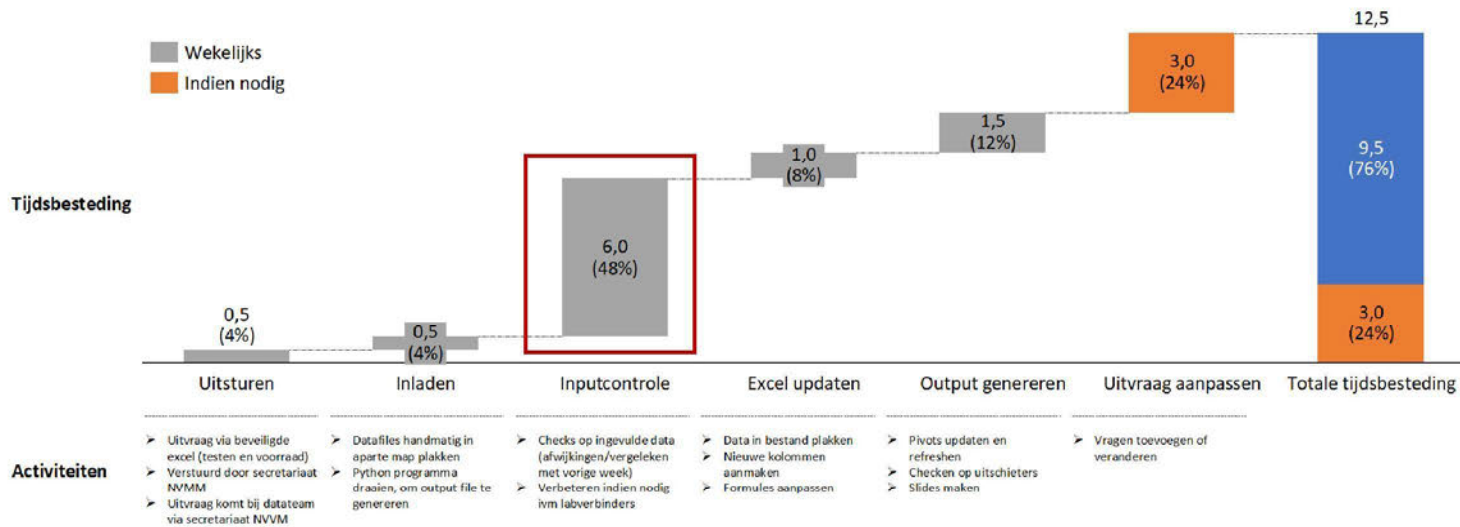 Wekelijks
Indien nodig
12,5
3,0
(24%)
1,5
(12%)
1,0
(8%)
9,5
(76%)
Tijdsbesteding
6,0
(48%)
0,5
(4%)
0,5
(4%)
3,0
(24%)
Uitsturen
Inladen
Inputcontrole
Excel updaten
Output genereren
Uitvraag aanpassen
Totale tijdsbesteding
Activiteiten
➤ Uitvraag via beveiligde
excel (testen en voorraad)
➤ Verstuurd door secretariaat
NVMM
➤ Uitvraag komt bij datateam
via secretariaat NVVM
➤ Datafiles handmatig in
aparte map plakken
➤ Python programma
draaien, om output file te
genereren
➤ Checks op ingevulde data
(afwijkingen/vergeleken
met vorige week)
➤ Verbeteren indien nodig
ivm labverbinders
➤ Data in bestand plakken
➤ Nieuwe kolommen
aanmaken
➤ Formules aanpassen
➤ Pivots updaten en
refreshen
➤ Checken op uitschieters
➤ Slides maken
➤ Vragen toevoegen of
veranderen